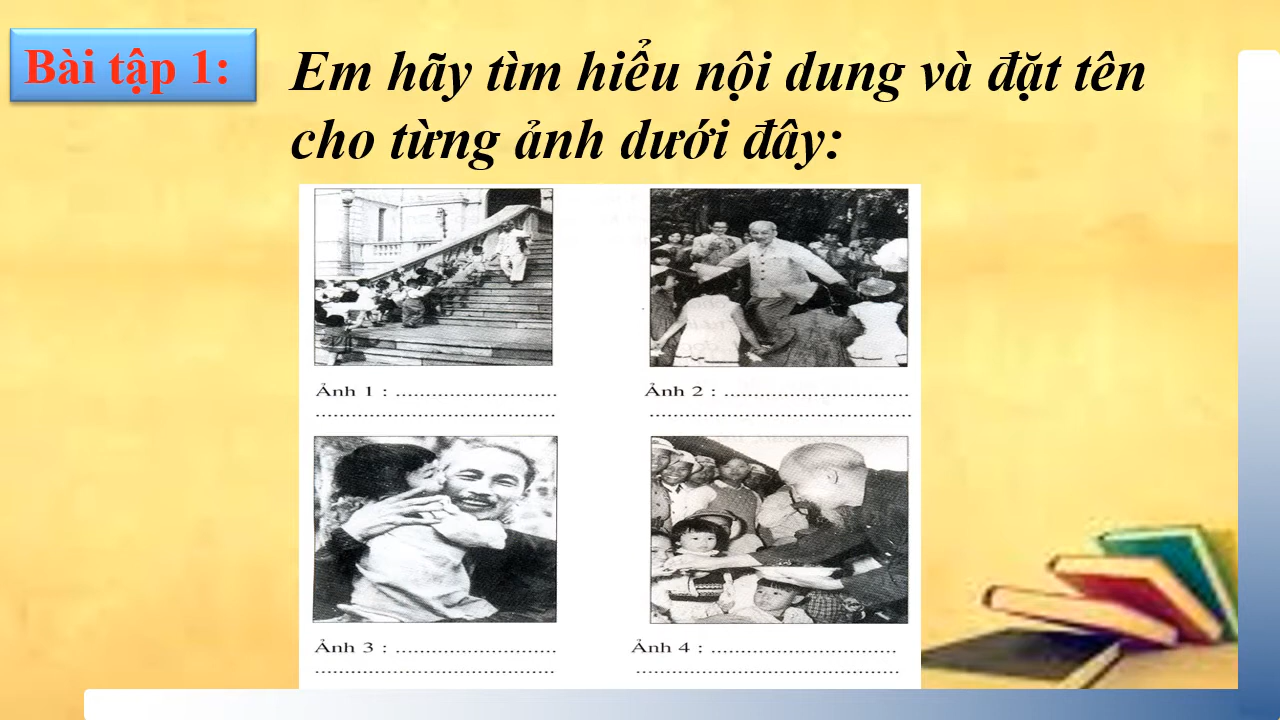 Bài tập 1:
Em hãy tìm hiểu nội dung và đặt tên
cho từng ảnh dưới đây:
Ảnh 1 : ...........................
........................................
Ảnh 2 : ...............................
............................................
Ảnh 3 : ...........................
........................................
Ảnh 4 : ...............................
............................................